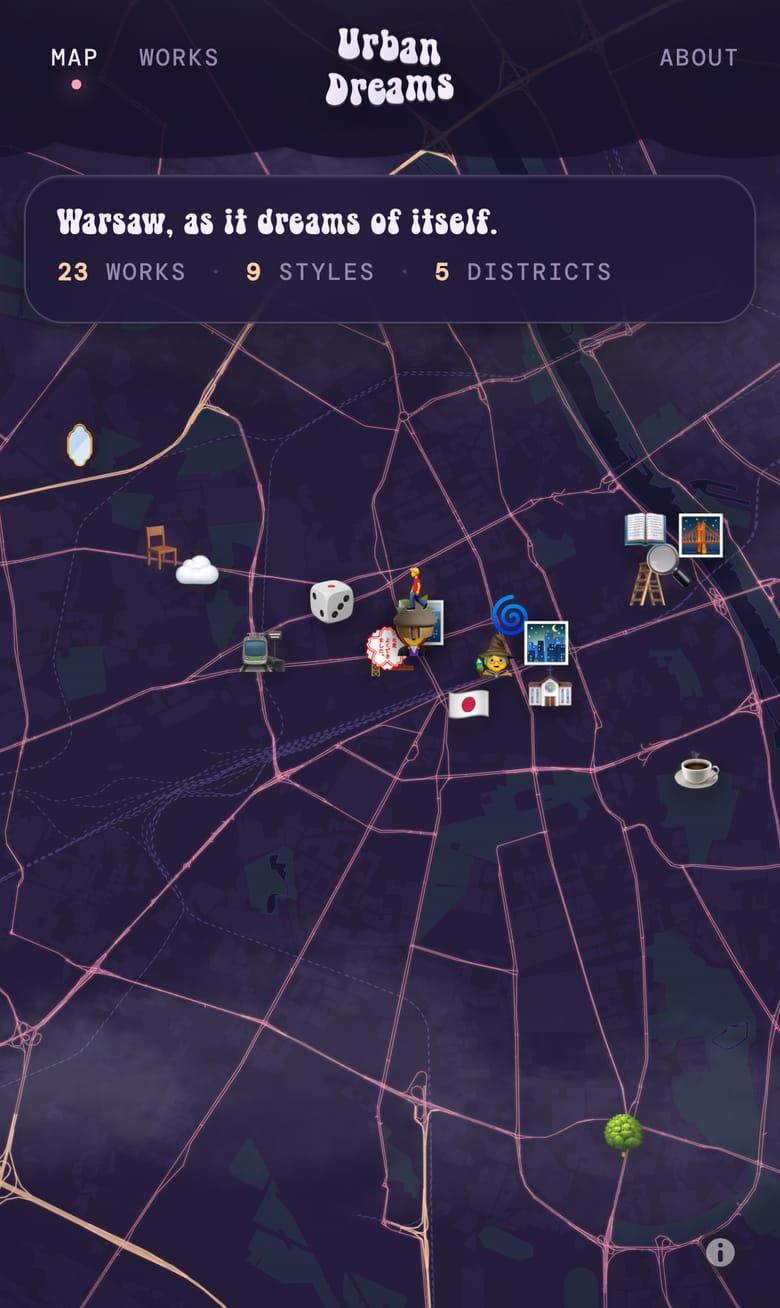 MAP
WORKS
Urban
Dreams
ABOUT
Warsaw, as it dreams of itself.
23 WORKS · 9 STYLES · 5 DISTRICTS